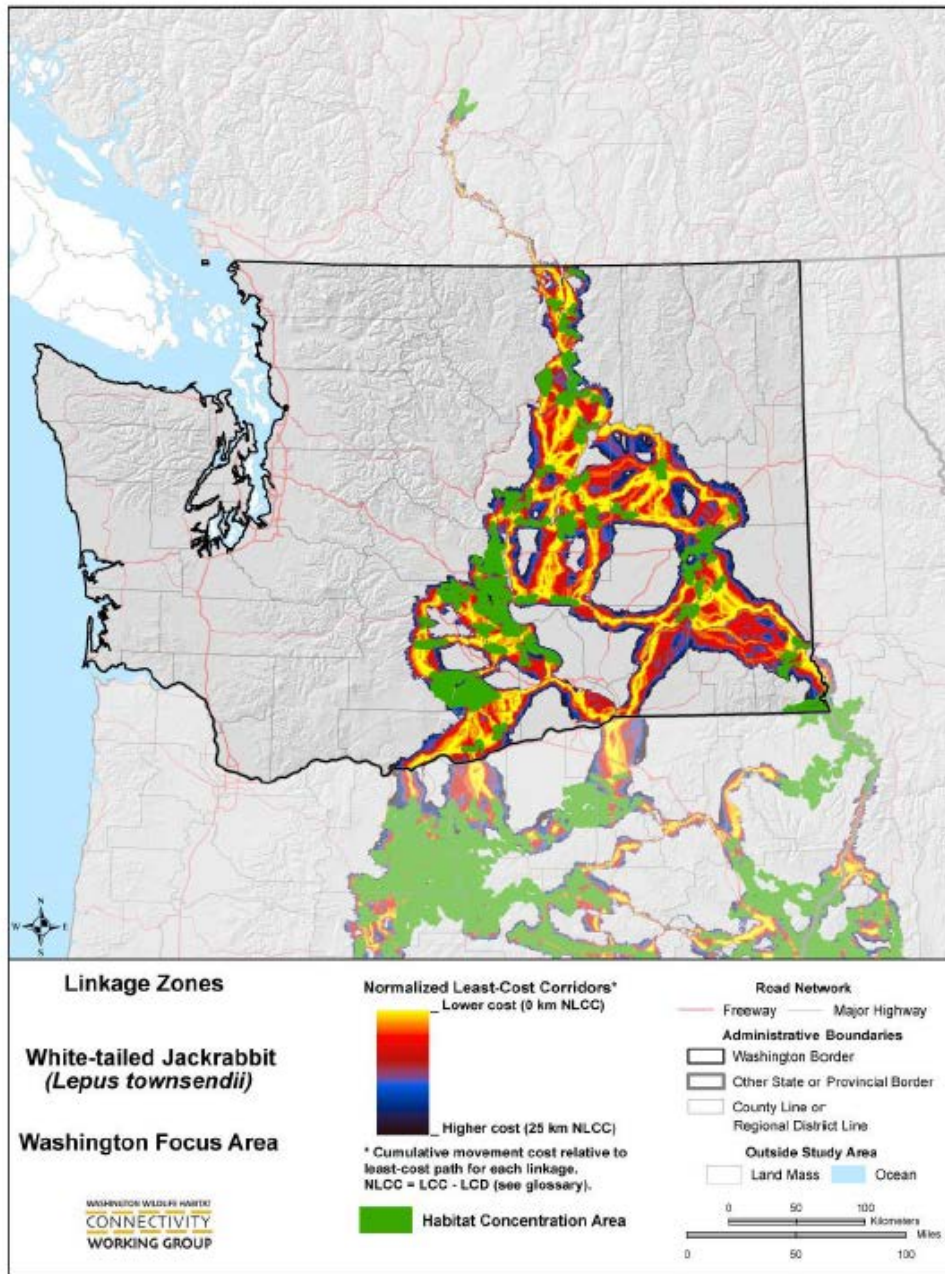 N
W E
S
Linkage Zones
White-tailed Jackrabbit
(Lepus townsendii)
Washington Focus Area
WASHINGTON WILDLIFE HABITAT
CONNECTIVITY
WORKING GROUP
Normalized Least-Cost Corridors*
Lower cost (0 km NLCC)
Higher cost (25 km NLCC)
* Cumulative movement cost relative to
least-cost path for each linkage.
NLCC = LCC - LCD (see glossary).
Habitat Concentration Area
Road Network
Freeway Major Highway
Administrative Boundaries
Washington Border
Other State or Provincial Border
County Line or
Regional District Line
Outside Study Area
Land Mass Ocean
0 50 100
Kilometers
Miles
0 50 100